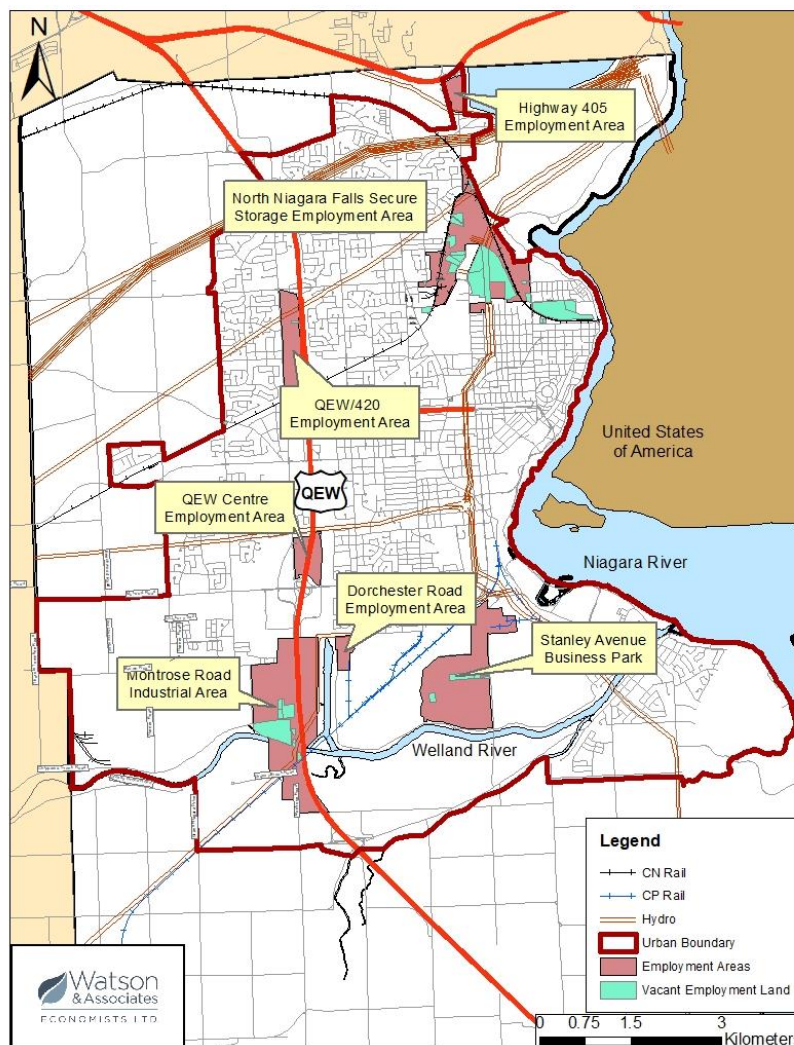 N
Highway 405
Employment Area
North Niagara Falls Secure
Storage Employment Area
QEW/420
Employment Area
United States
of America
QEW
QEW Centre
Employment Area
Niagara River
Dorchester Road
Employment Area
Stanley Avenue
Business Park
Montrose Road
Industrial Area
Welland River
Legend
CN Rail
CP Rail
Hydro
Urban Boundary
Employment Areas
Vacant Employment Land
Watson
& Associates
ECONOMISTS LTD.
0 0.75 1.5 3
Kilometer